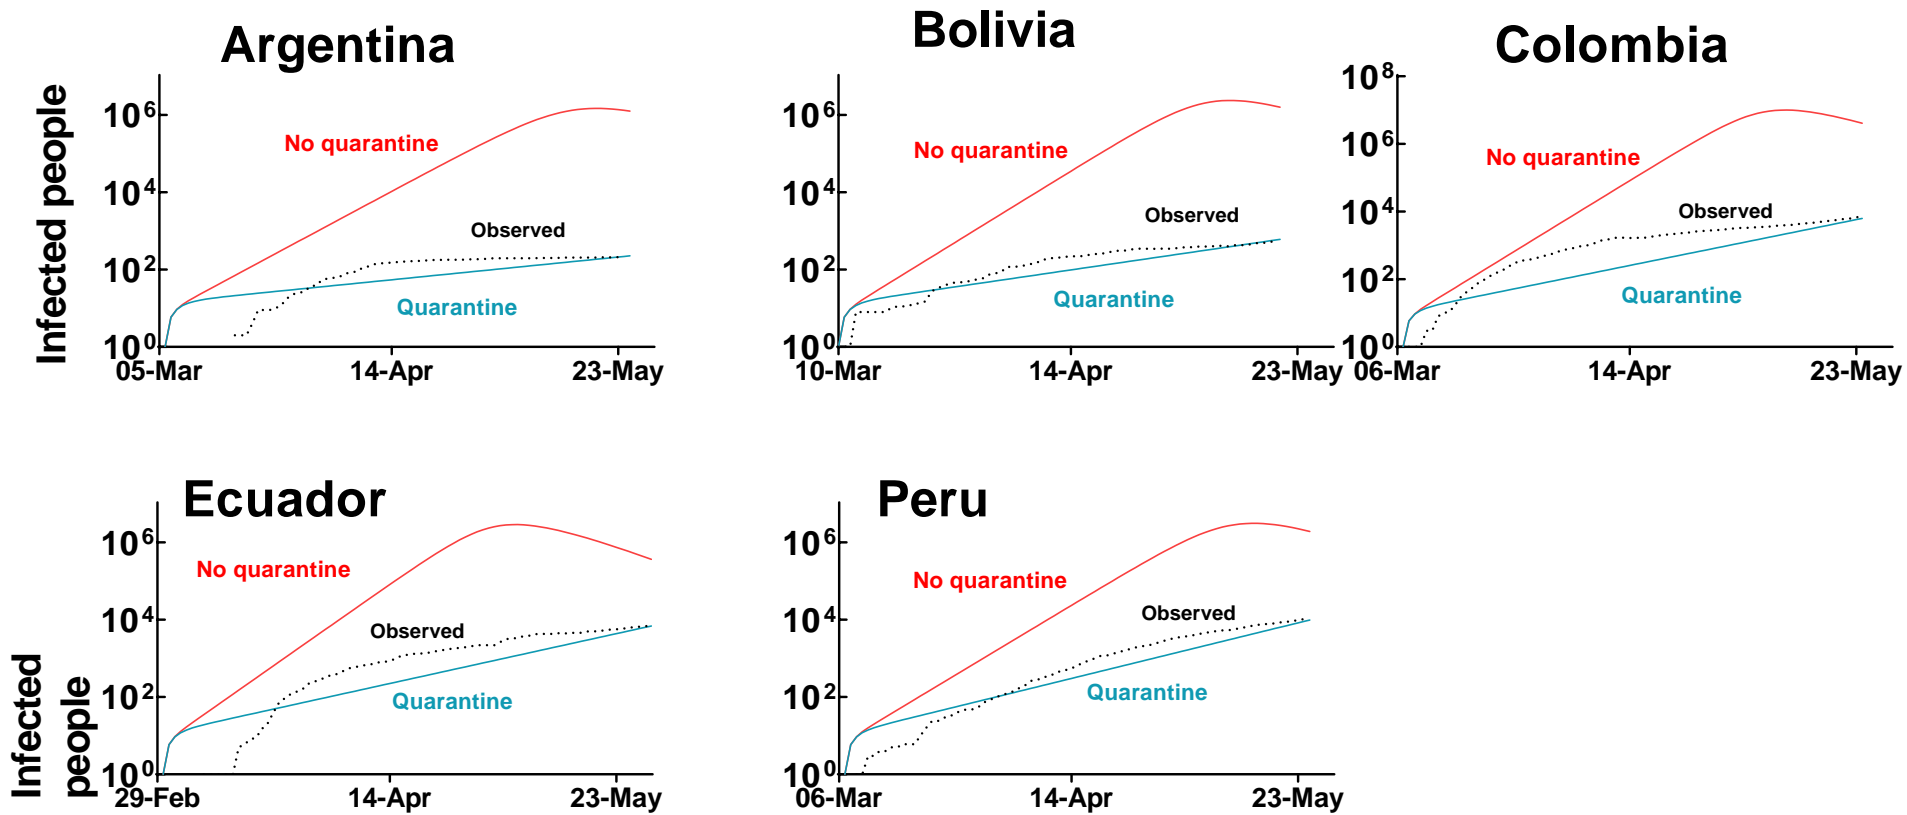 Argentina
Infected people
10^6
10^4
10^2
10^0
No quarantine
Observed
Quarantine
05-Mar
14-Apr
23-May
Bolivia
10^6
10^4
10^2
10^0
No quarantine
Observed
Quarantine
10-Mar
14-Apr
23-May
Colombia
10^8
10^6
10^4
10^2
10^0
No quarantine
Observed
Quarantine
06-Mar
14-Apr
23-May
Ecuador
Infected
people
10^6
10^4
10^2
10^0
No quarantine
Observed
Quarantine
29-Feb
14-Apr
23-May
Peru
10^6
10^4
10^2
10^0
No quarantine
Observed
Quarantine
06-Mar
14-Apr
23-May